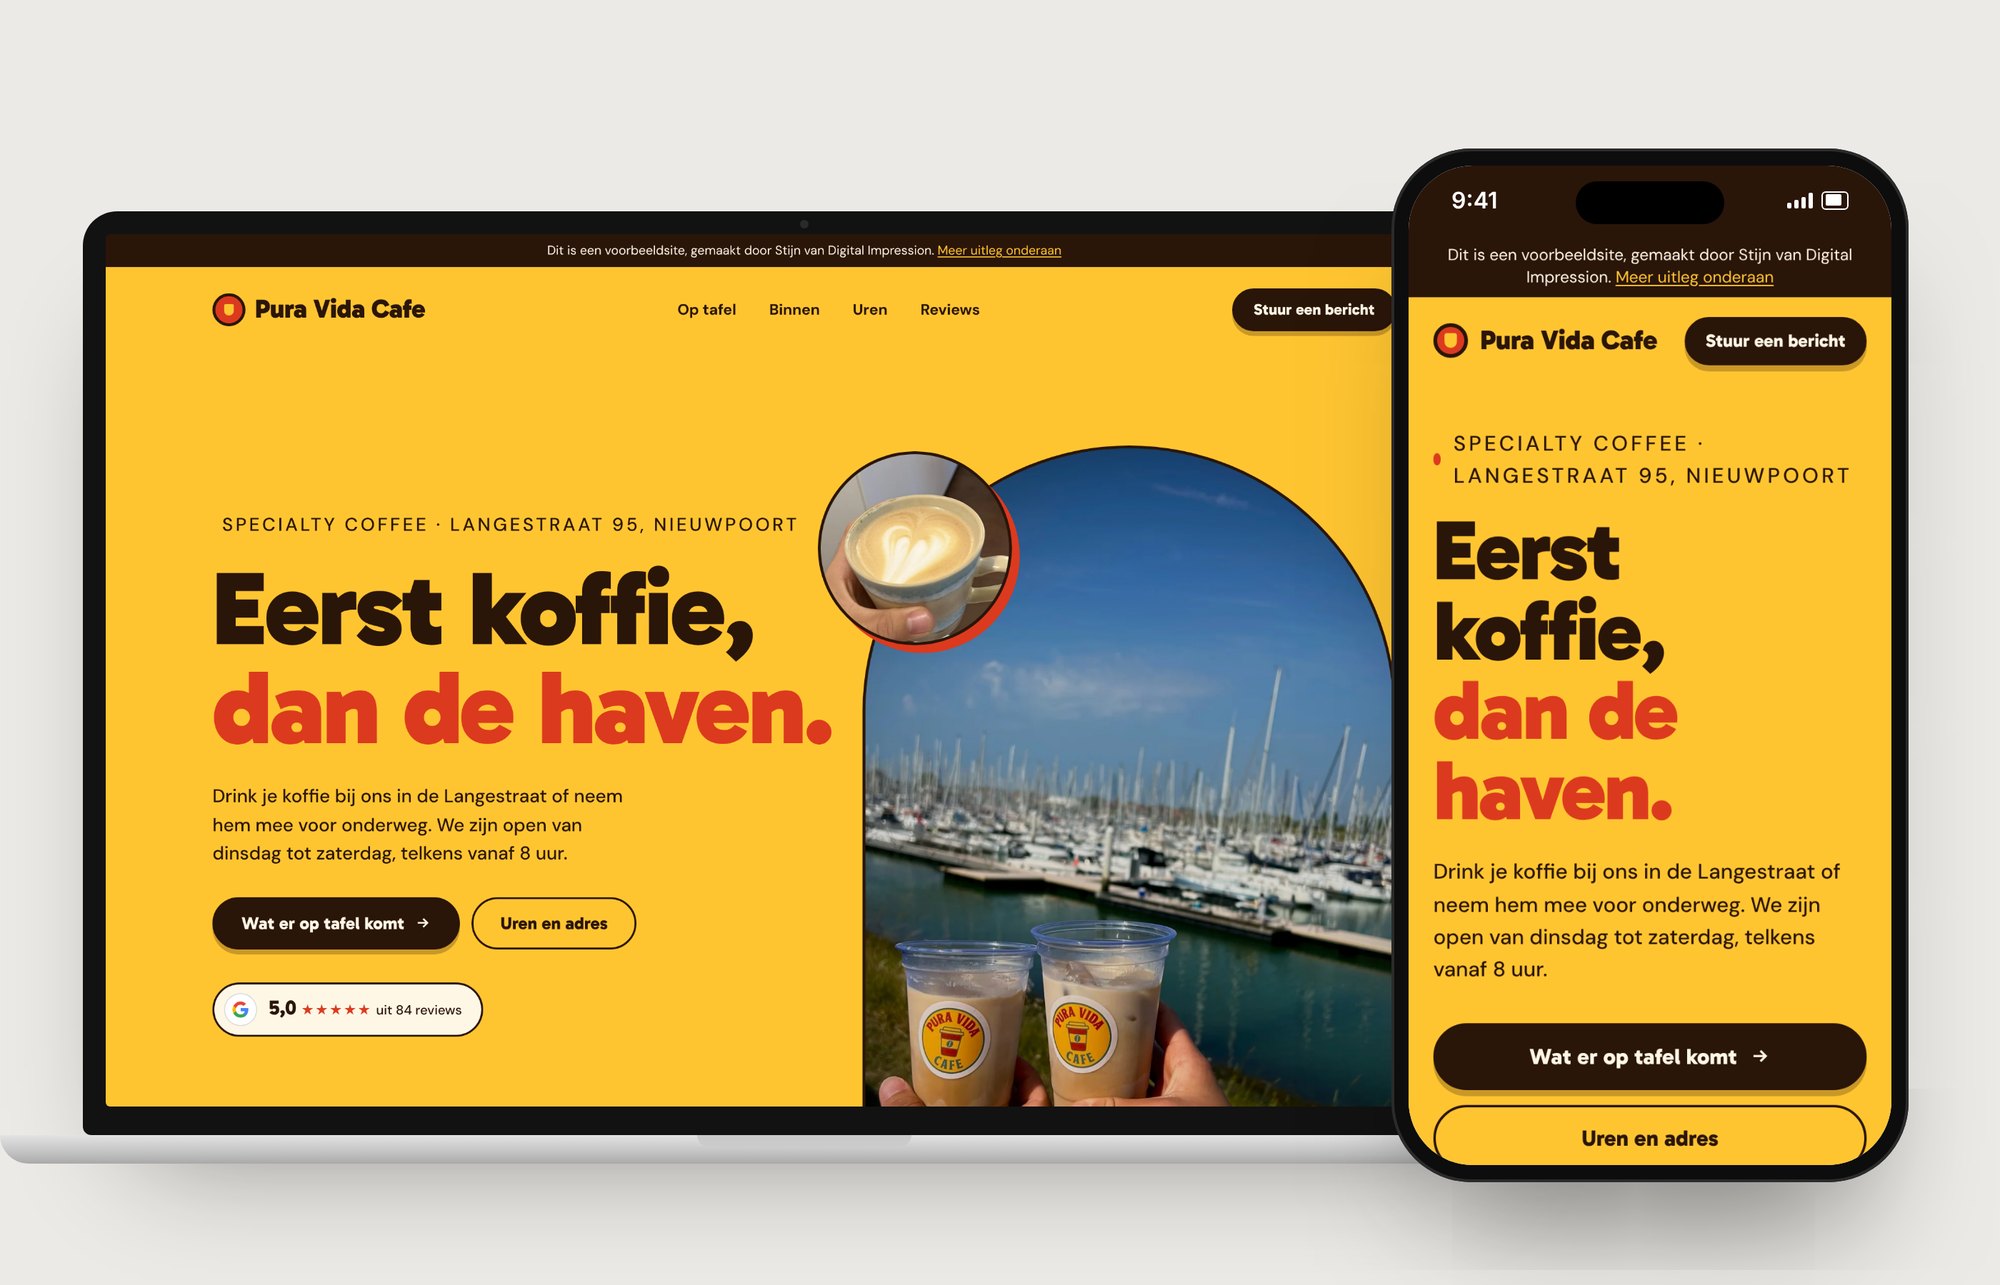 Dit is een voorbeeldsite, gemaakt door Stijn van Digital Impression. Meer uitleg onderaan
Pura Vida Cafe
Op tafel
Binnen
Uren
Reviews
Stuur een bericht
SPECIALTY COFFEE · LANGESTRAAT 95, NIEUWPOORT
Eerst koffie,
dan de haven.
Drink je koffie bij ons in de Langestraat of neem
hem mee voor onderweg. We zijn open van
dinsdag tot zaterdag, telkens vanaf 8 uur.
Wat er op tafel komt →
Uren en adres
G 5,0 ★★★★★ uit 84 reviews
PURA VIDA
CAFE
PURA VIDA
CAFE
9:41
Dit is een voorbeeldsite, gemaakt door Stijn van Digital
Impression. Meer uitleg onderaan
Pura Vida Cafe
Stuur een bericht
SPECIALTY COFFEE ·
LANGESTRAAT 95, NIEUWPOORT
Eerst
koffie,
dan de
haven.
Drink je koffie bij ons in de Langestraat of
neem hem mee voor onderweg. We zijn
open van dinsdag tot zaterdag, telkens
vanaf 8 uur.
Wat er op tafel komt →
Uren en adres